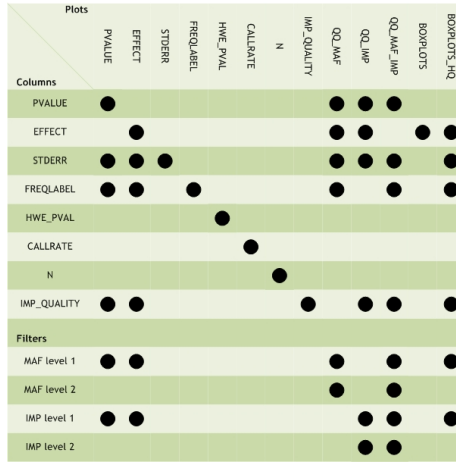 Plots
PVALUE
EFFECT
STDERR
FREQLABEL
HWE_PVAL
CALLRATE
N
IMP_QUALITY
QQ_MAF
QQ_IMP
QQ_MAF_IMP
BOXPLOTS
BOXPLOTS_HQ
Columns
PVALUE
EFFECT
STDERR
FREQLABEL
HWE_PVAL
CALLRATE
N
IMP_QUALITY
Filters
MAF level 1
MAF level 2
IMP level 1
IMP level 2